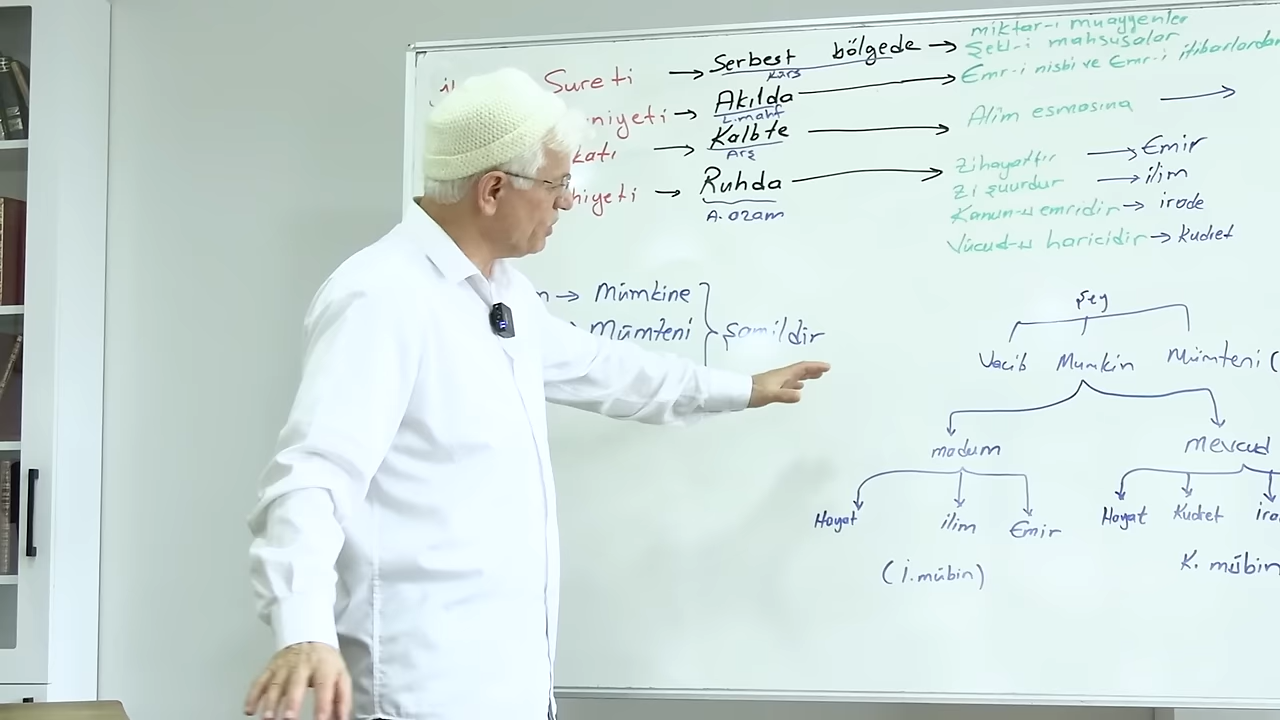 Sureti → Serbest bölgede → miktar-ı muayyenler
Kürs
Şekl-i mahsusalar
niyeti → Akılda → Emr-i nisbi ve Emr-i itibarlardan
L.mahf
katı → Kalbte → Alim esmasına →
Arş
hiyeti → Ruhda → Zihayattır → Emir
A. azam
Zi şuurdur → ilim
Kanun-u emridir → irade
Vücud-u haricidir → Kudret
n → Mümkine
Mümteni
şamildir
Şey
Vacib Mumkin Mümteni (
madum mevcud
Hayat ilim Emir Hayat Kudret ira
(İ.mübin) K. mübin